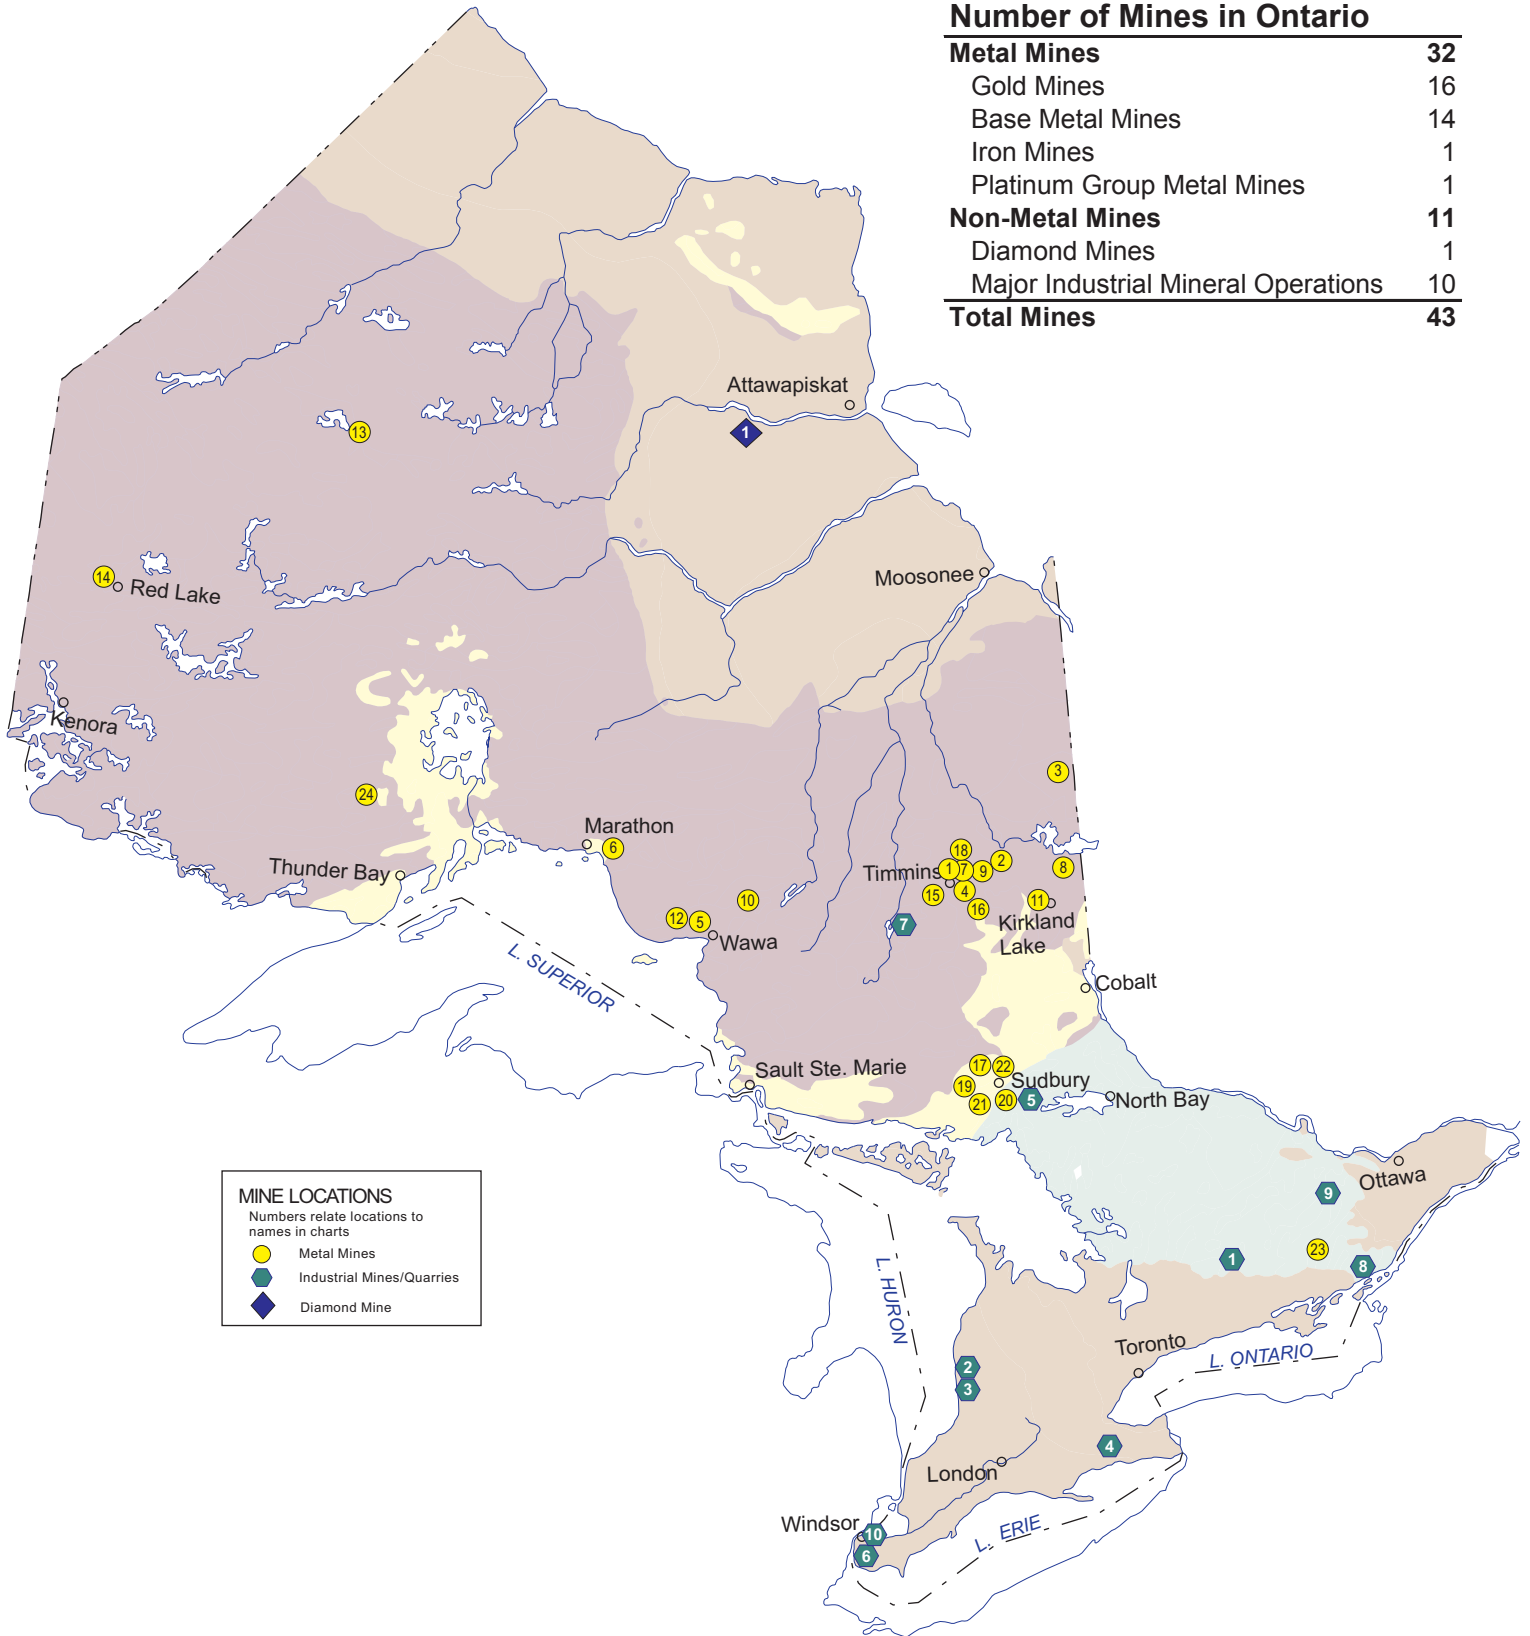 Number of Mines in Ontario
Metal Mines 32
Gold Mines 16
Base Metal Mines 14
Iron Mines 1
Platinum Group Metal Mines 1
Non-Metal Mines 11
Diamond Mines 1
Major Industrial Mineral Operations 10
Total Mines 43
Attawapiskat
1
13
Moosonee
14
Red Lake
Kenora
3
24
Marathon
6
18
2
Timmins
1
7
9
8
Thunder Bay
15
4
16
11
10
12
5
7
Kirkland
Lake
Wawa
L. SUPERIOR
Cobalt
17
22
Sault Ste. Marie
Sudbury
19
21
20
5
North Bay
Ottawa
9
MINE LOCATIONS
Numbers relate locations to
names in charts
Metal Mines
Industrial Mines/Quarries
Diamond Mine
23
1
8
L. HURON
Toronto
L. ONTARIO
2
3
4
London
Windsor
10
L. ERIE
6